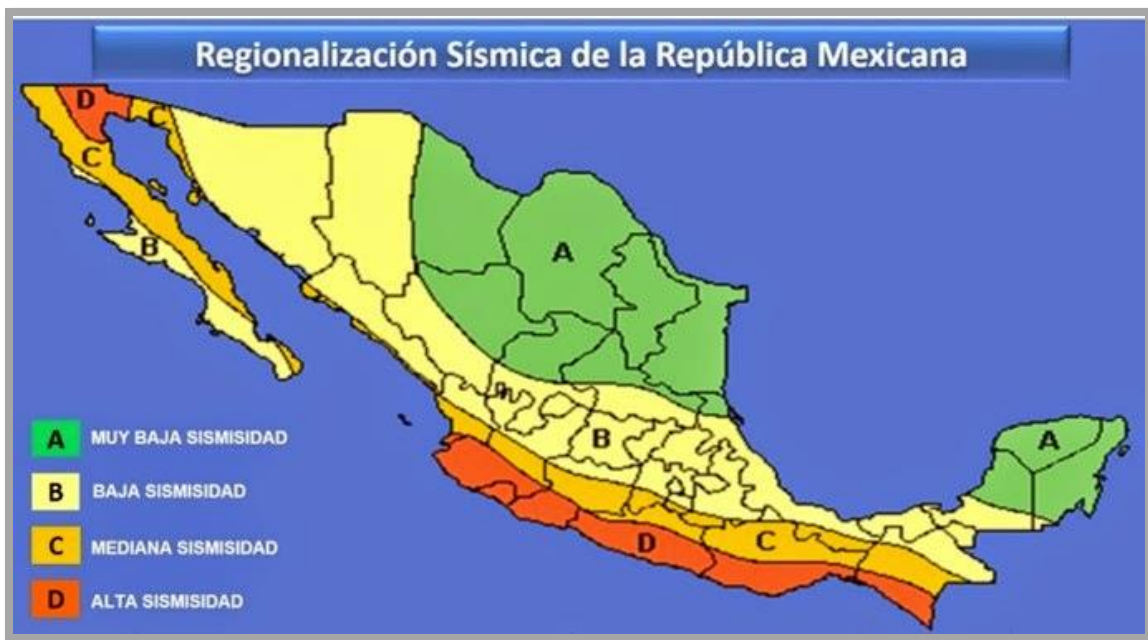 Regionalización Sísmica de la República Mexicana
D
C
C
B
A
A
B
D
C
A MUY BAJA SISMISIDAD
B BAJA SISMISIDAD
C MEDIANA SISMISIDAD
D ALTA SISMISIDAD